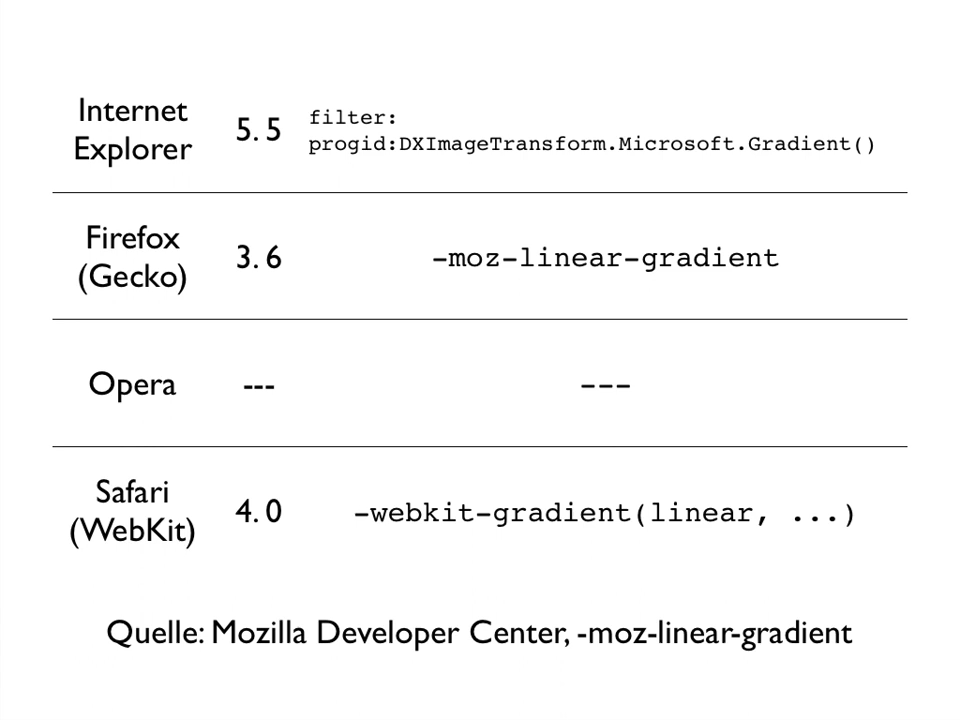 Internet
Explorer
5.5
filter:
progid:DXImageTransform.Microsoft.Gradient()
Firefox
(Gecko)
3.6
-moz-linear-gradient
Opera
---
---
Safari
(WebKit)
4.0
-webkit-gradient(linear, ...)
Quelle: Mozilla Developer Center, -moz-linear-gradient